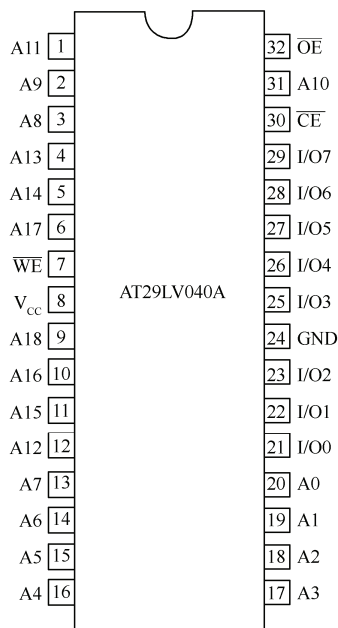 A11 1 32 O̅E̅
A9 2 31 A10
A8 3 30 C̅E̅
A13 4 29 I/O7
A14 5 28 I/O6
A17 6 27 I/O5
W̅E̅ 7 26 I/O4
AT29LV040A
VCC 8 25 I/O3
A18 9 24 GND
A16 10 23 I/O2
A15 11 22 I/O1
A12 12 21 I/O0
A7 13 20 A0
A6 14 19 A1
A5 15 18 A2
A4 16 17 A3